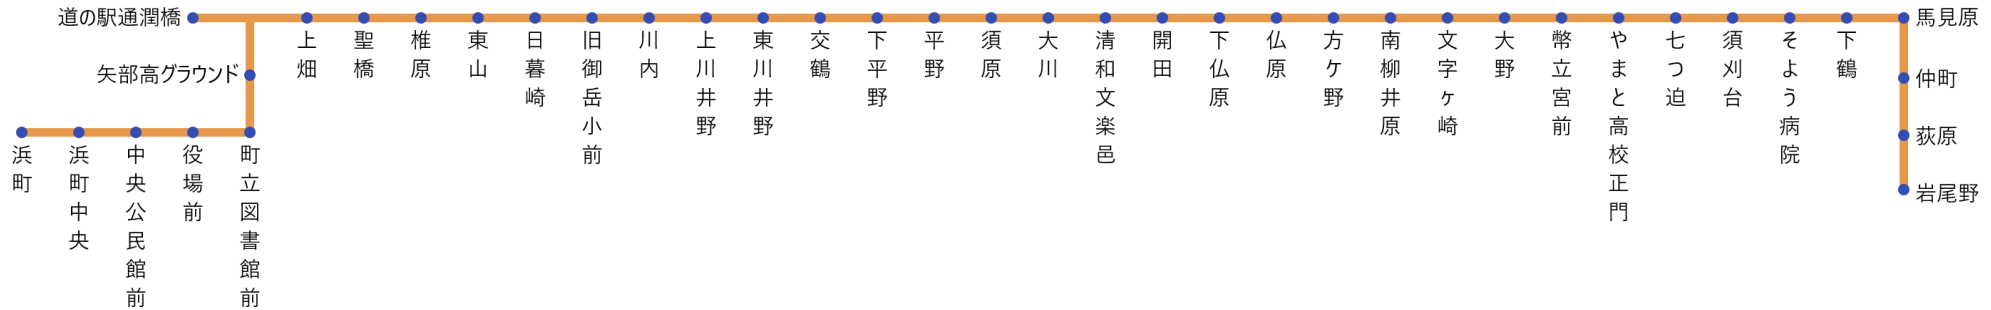 道の駅通潤橋
矢部高グラウンド
浜町
浜町中央
中央公民館前
役場前
町立図書館前
上畑
聖橋
椎原
東山
日暮崎
旧御岳小前
川内
上川井野
東川井野
交鶴
下平野
平野
須原
大川
清和文楽邑
開田
下仏原
仏原
方ケ野
南柳井原
文字ヶ崎
大野
幣立宮前
やまと高校正門
七つ迫
須刈台
そよう病院
下鶴
馬見原
仲町
荻原
岩尾野